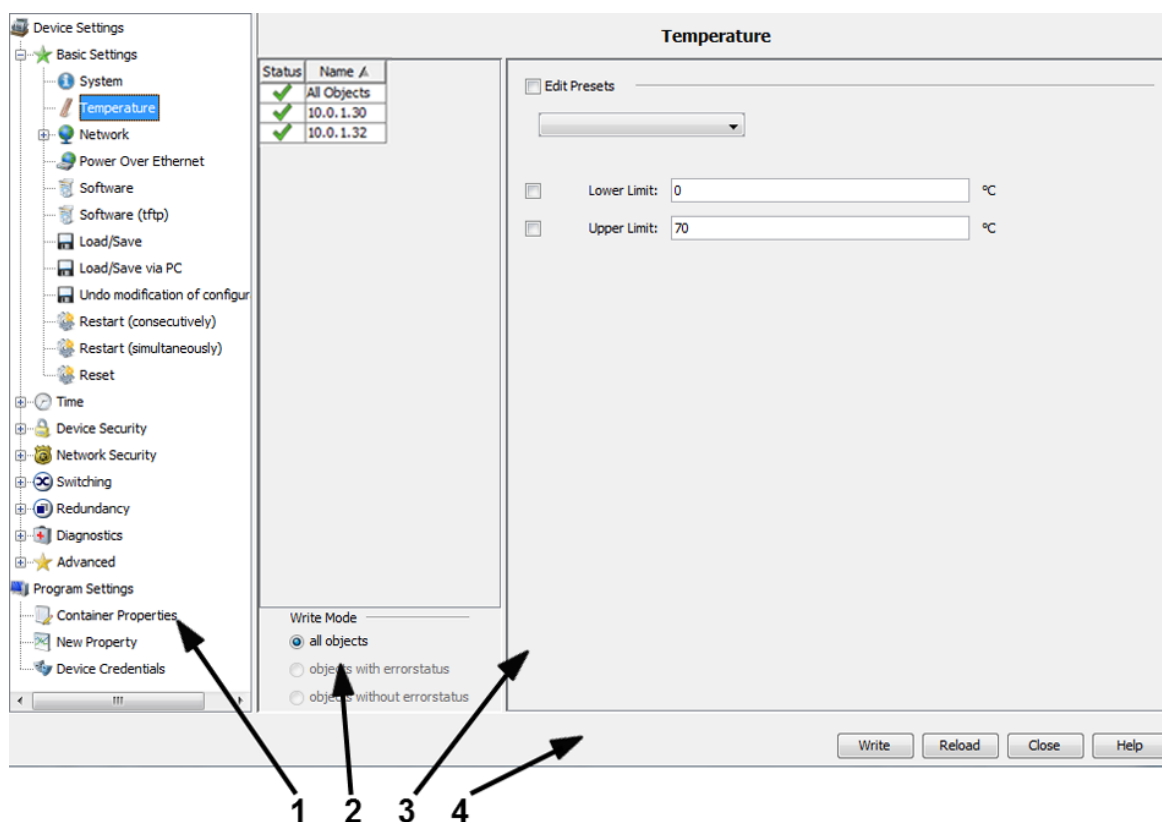 Device Settings
Basic Settings
System
Temperature
Network
Power Over Ethernet
Software
Software (tftp)
Load/Save
Load/Save via PC
Undo modification of configur
Restart (consecutively)
Restart (simultaneously)
Reset
Time
Device Security
Network Security
Switching
Redundancy
Diagnostics
Advanced
Program Settings
Container Properties
New Property
Device Credentials
Temperature
Status Name
All Objects
10.0.1.30
10.0.1.32
Write Mode
all objects
objects with errorstatus
objects without errorstatus
Edit Presets
Lower Limit: 0 °C
Upper Limit: 70 °C
Write Reload Close Help
1 2 3 4